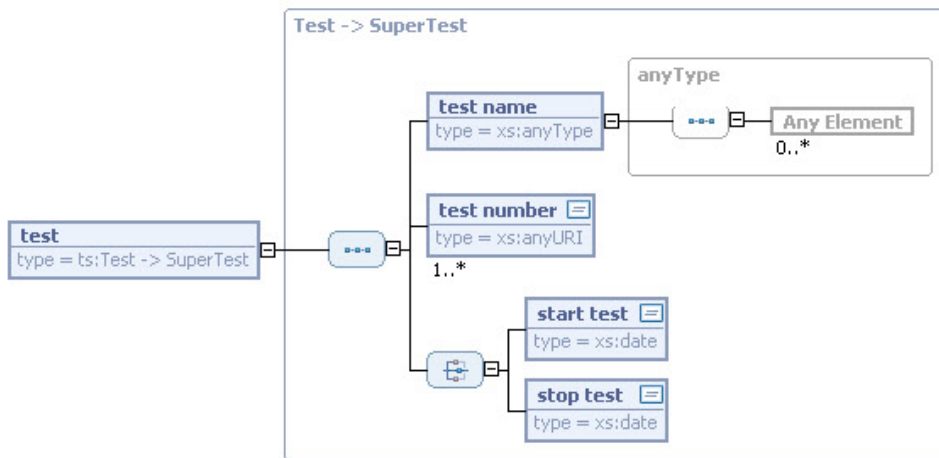 Test -> SuperTest
anyType
test name
type = xs:anyType
Any Element
0..*
test number
type = xs:anyURI
1..*
test
type = ts:Test -> SuperTest
start test
type = xs:date
stop test
type = xs:date